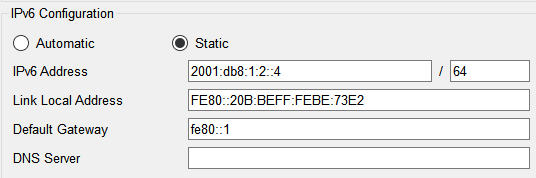 IPv6 Configuration
Automatic Static
IPv6 Address 2001:db8:1:2::4 / 64
Link Local Address FE80::20B:BEFF:FEBE:73E2
Default Gateway fe80::1
DNS Server